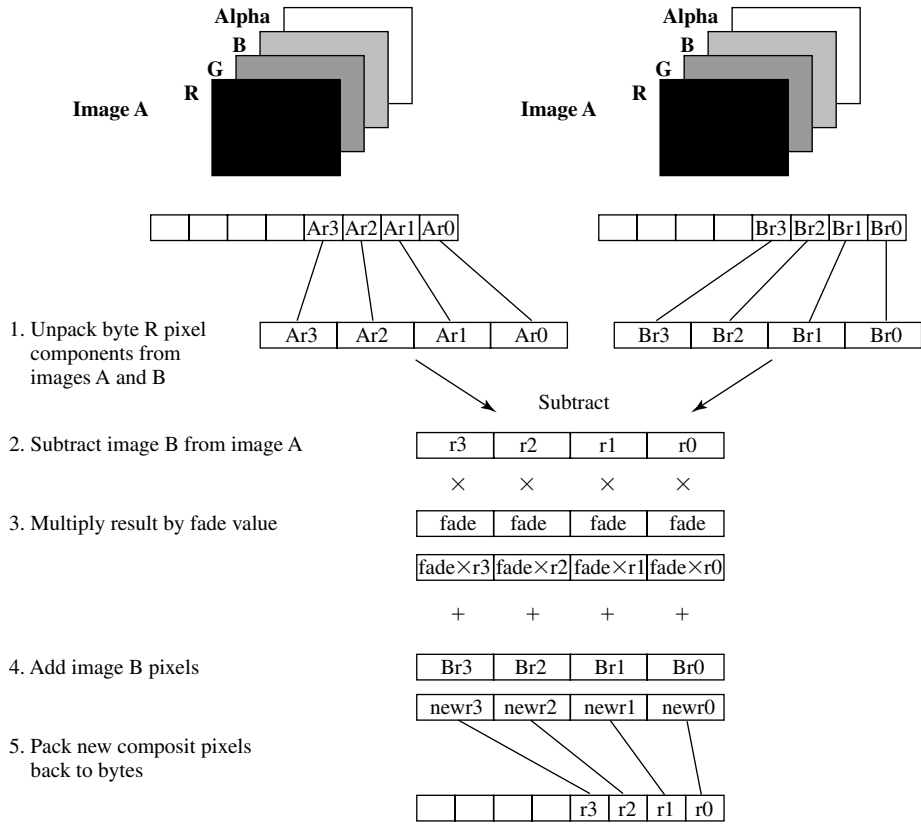 Alpha Alpha
B B
G G
R R
Image A Image A
Ar3 Ar2 Ar1 Ar0 Br3 Br2 Br1 Br0
1. Unpack byte R pixel
components from
images A and B
Ar3 Ar2 Ar1 Ar0 Br3 Br2 Br1 Br0
Subtract
2. Subtract image B from image A
r3 r2 r1 r0
× × × ×
3. Multiply result by fade value
fade fade fade fade
fade×r3 fade×r2 fade×r1 fade×r0
+ + + +
4. Add image B pixels
Br3 Br2 Br1 Br0
newr3 newr2 newr1 newr0
5. Pack new composit pixels
back to bytes
r3 r2 r1 r0